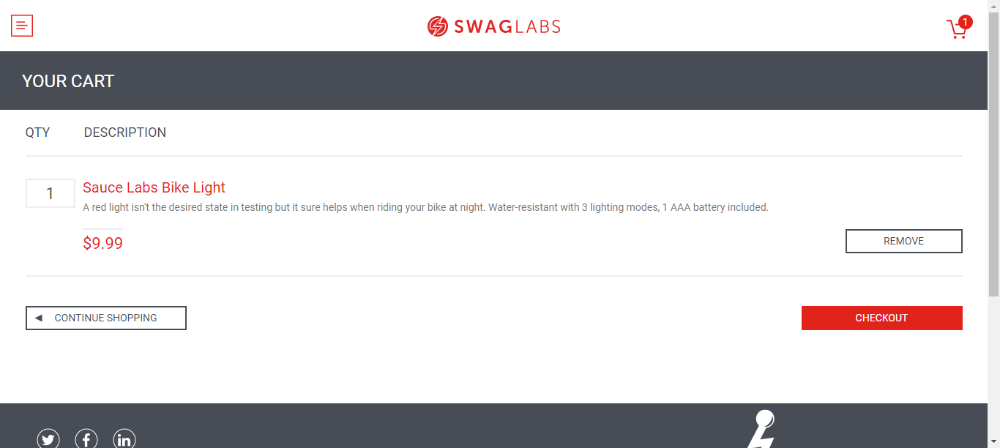 SWAGLABS
1
YOUR CART
QTY DESCRIPTION
1
Sauce Labs Bike Light
A red light isn't the desired state in testing but it sure helps when riding your bike at night. Water-resistant with 3 lighting modes, 1 AAA battery included.
$9.99
REMOVE
CONTINUE SHOPPING
CHECKOUT